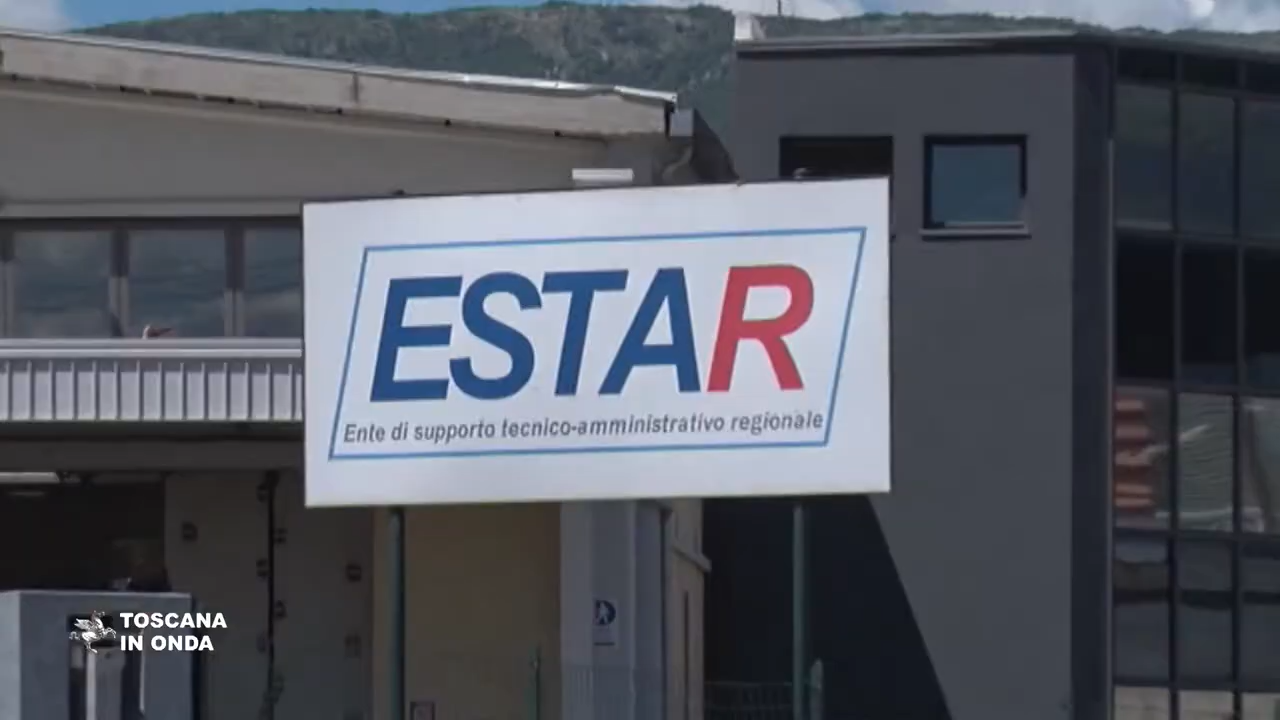 ESTAR
Ente di supporto tecnico-amministrativo regionale
TOSCANA
IN ONDA